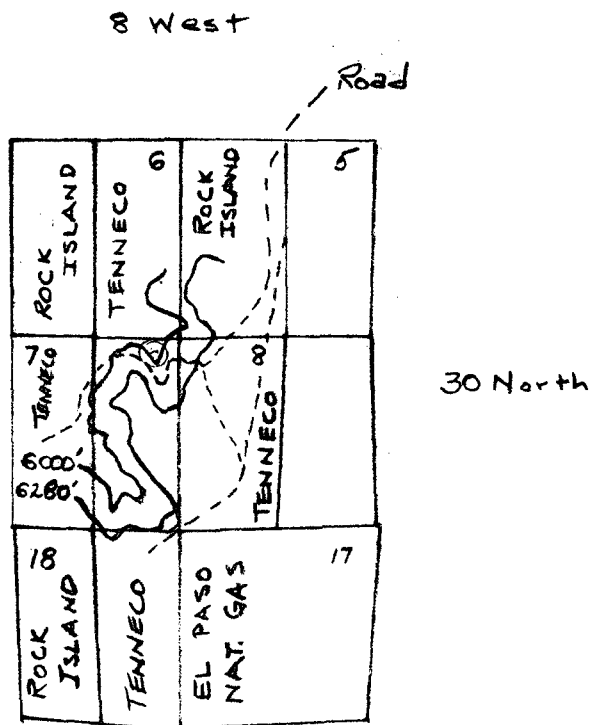 8 West
Road
ROCK
ISLAND
TENNECO
6
ROCK
ISLAND
5
7
TENNECO
8
TENNECO
30 North
6000'
6280'
18
ROCK
ISLAND
TENNECO
EL PASO
NAT. GAS
17